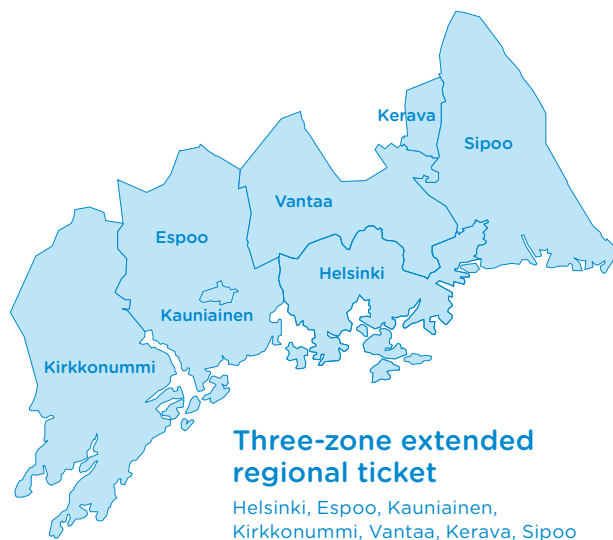 Kerava
Sipoo
Vantaa
Espoo
Helsinki
Kauniainen
Kirkkonummi
Three-zone extended
regional ticket
Helsinki, Espoo, Kauniainen,
Kirkkonummi, Vantaa, Kerava, Sipoo